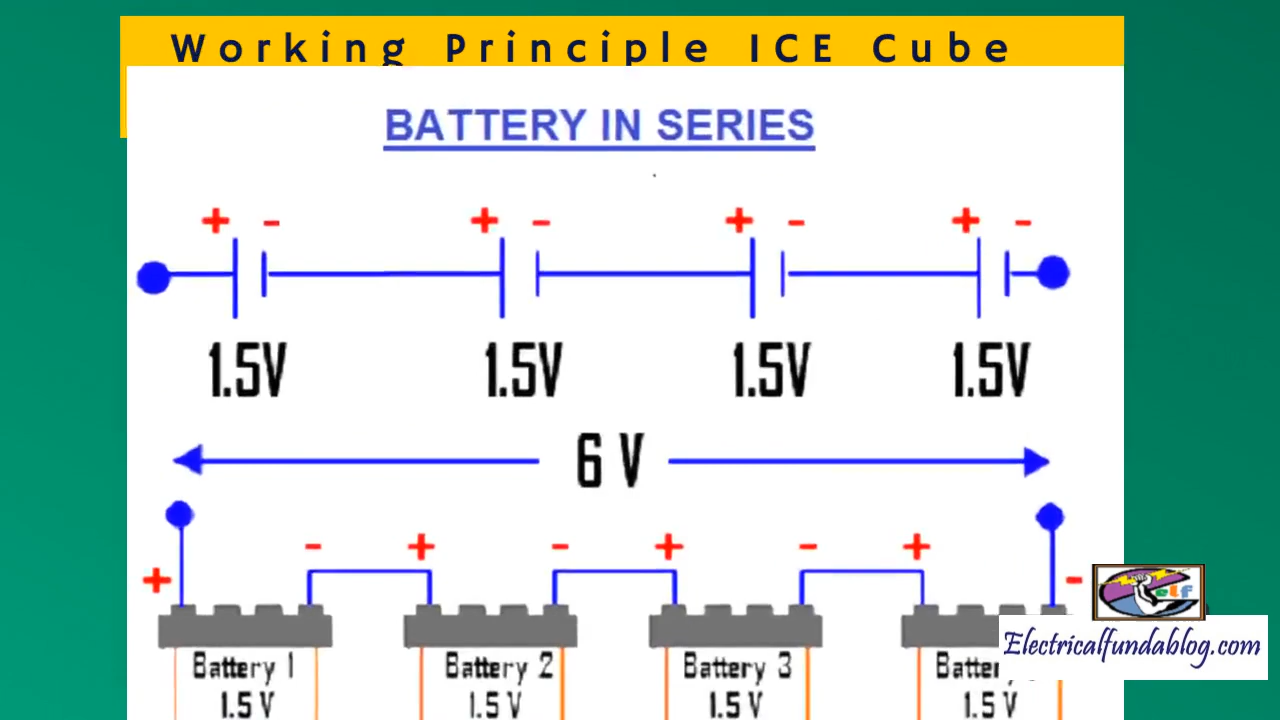 Working Principle ICE Cube
BATTERY IN SERIES
+ - + - + - + -
1.5V 1.5V 1.5V 1.5V
6 V
+ - + - + - + -
Battery 1 Battery 2 Battery 3
1.5 V 1.5 V 1.5 V 1.5 V
elf
Electricalfundablog.com